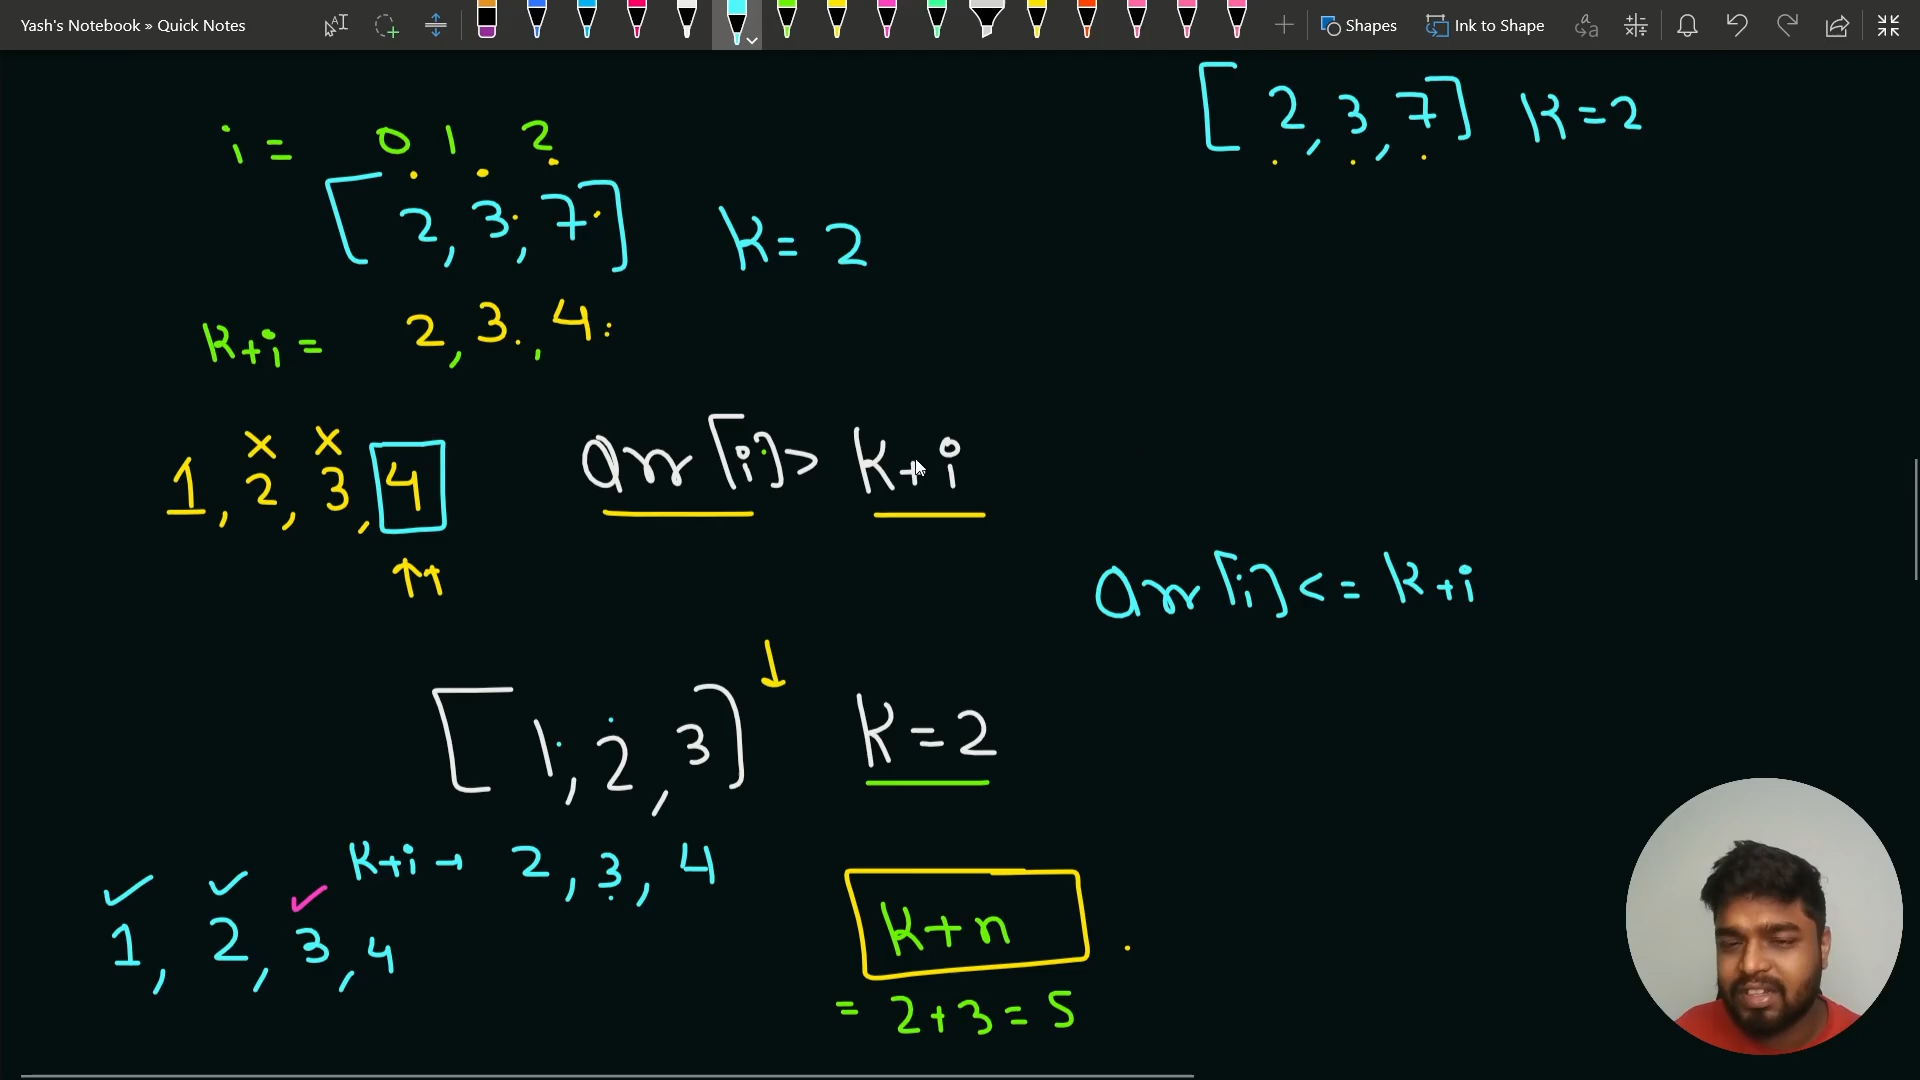 Yash's Notebook » Quick Notes
Shapes
Ink to Shape
[ 2, 3, 7 ] K = 2
i = 0 1 2
[ 2, 3, 7 ] K = 2
K+i = 2, 3, 4
1, 2, 3, 4
x x
arr[i] > K+i
arr[i] <= K+i
[ 1, 2, 3 ] K = 2
K+i → 2, 3, 4
1, 2, 3, 4
K+n
= 2+3 = 5